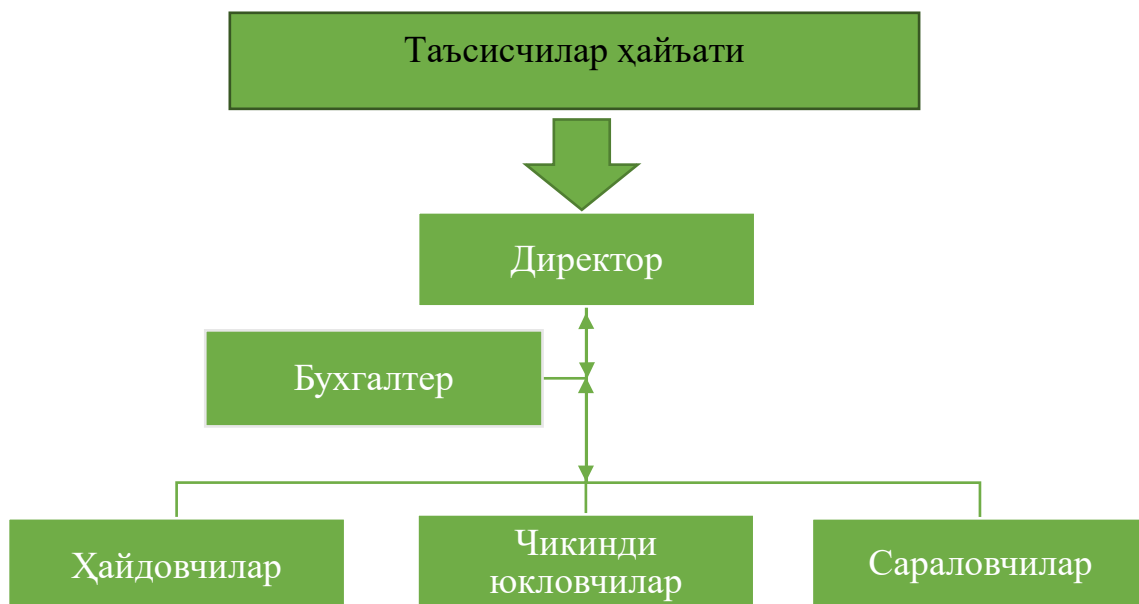 Таъсисчилар ҳайъати
Директор
Бухгалтер
Ҳайдовчилар
Чикинди
юкловчилар
Сараловчилар